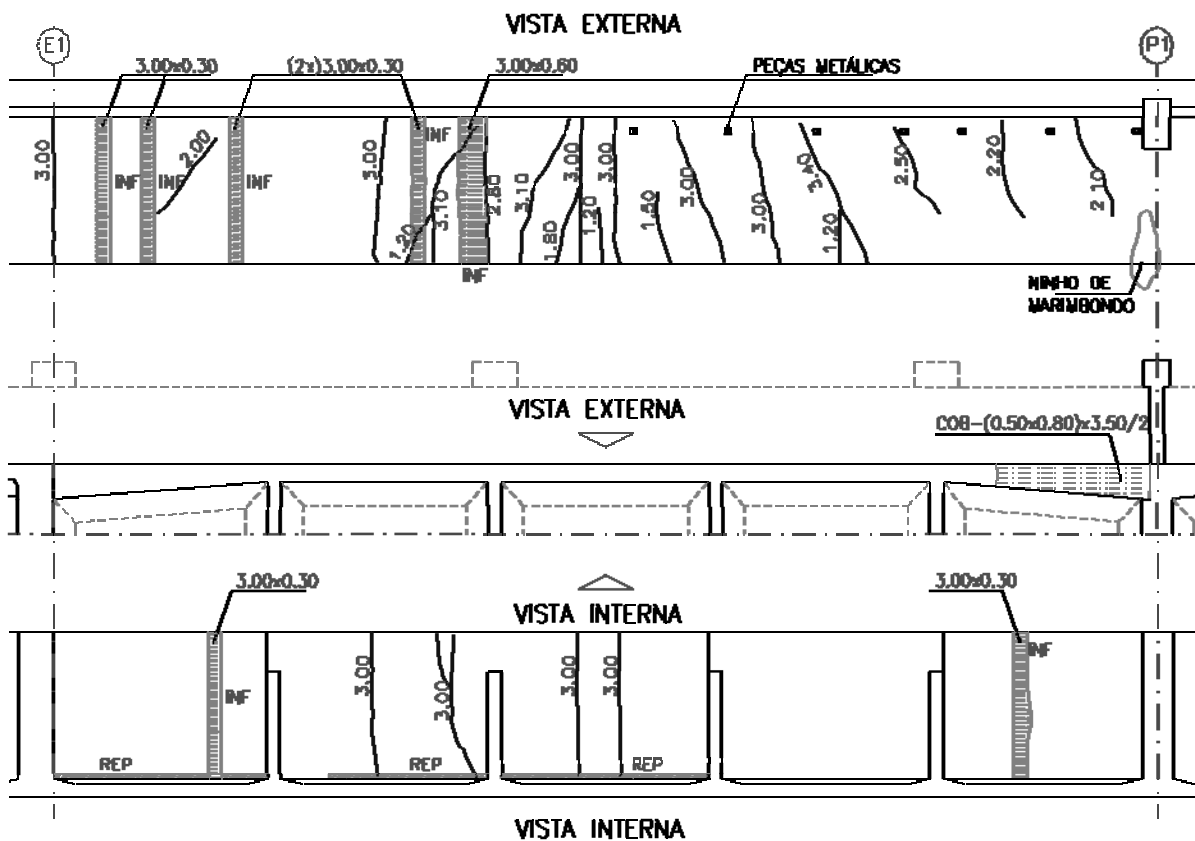 VISTA EXTERNA
E1
P1
3.00x0.30
(2x)3.00x0.30
3.00x0.60
PEÇAS METÁLICAS
3.00
INF
INF
2.00
INF
3.00
INF
1.20
3.10
2.80
INF
3.10
1.80
3.00
1.20
3.00
1.50
3.00
3.00
3.40
1.20
2.50
2.20
2.10
NINHO DE
MARIMBONDO
VISTA EXTERNA
COB-(0.50x0.80)x3.50/2
3.00x0.30
VISTA INTERNA
3.00x0.30
INF
3.00
3.00
3.00
3.00
INF
REP
REP
REP
VISTA INTERNA